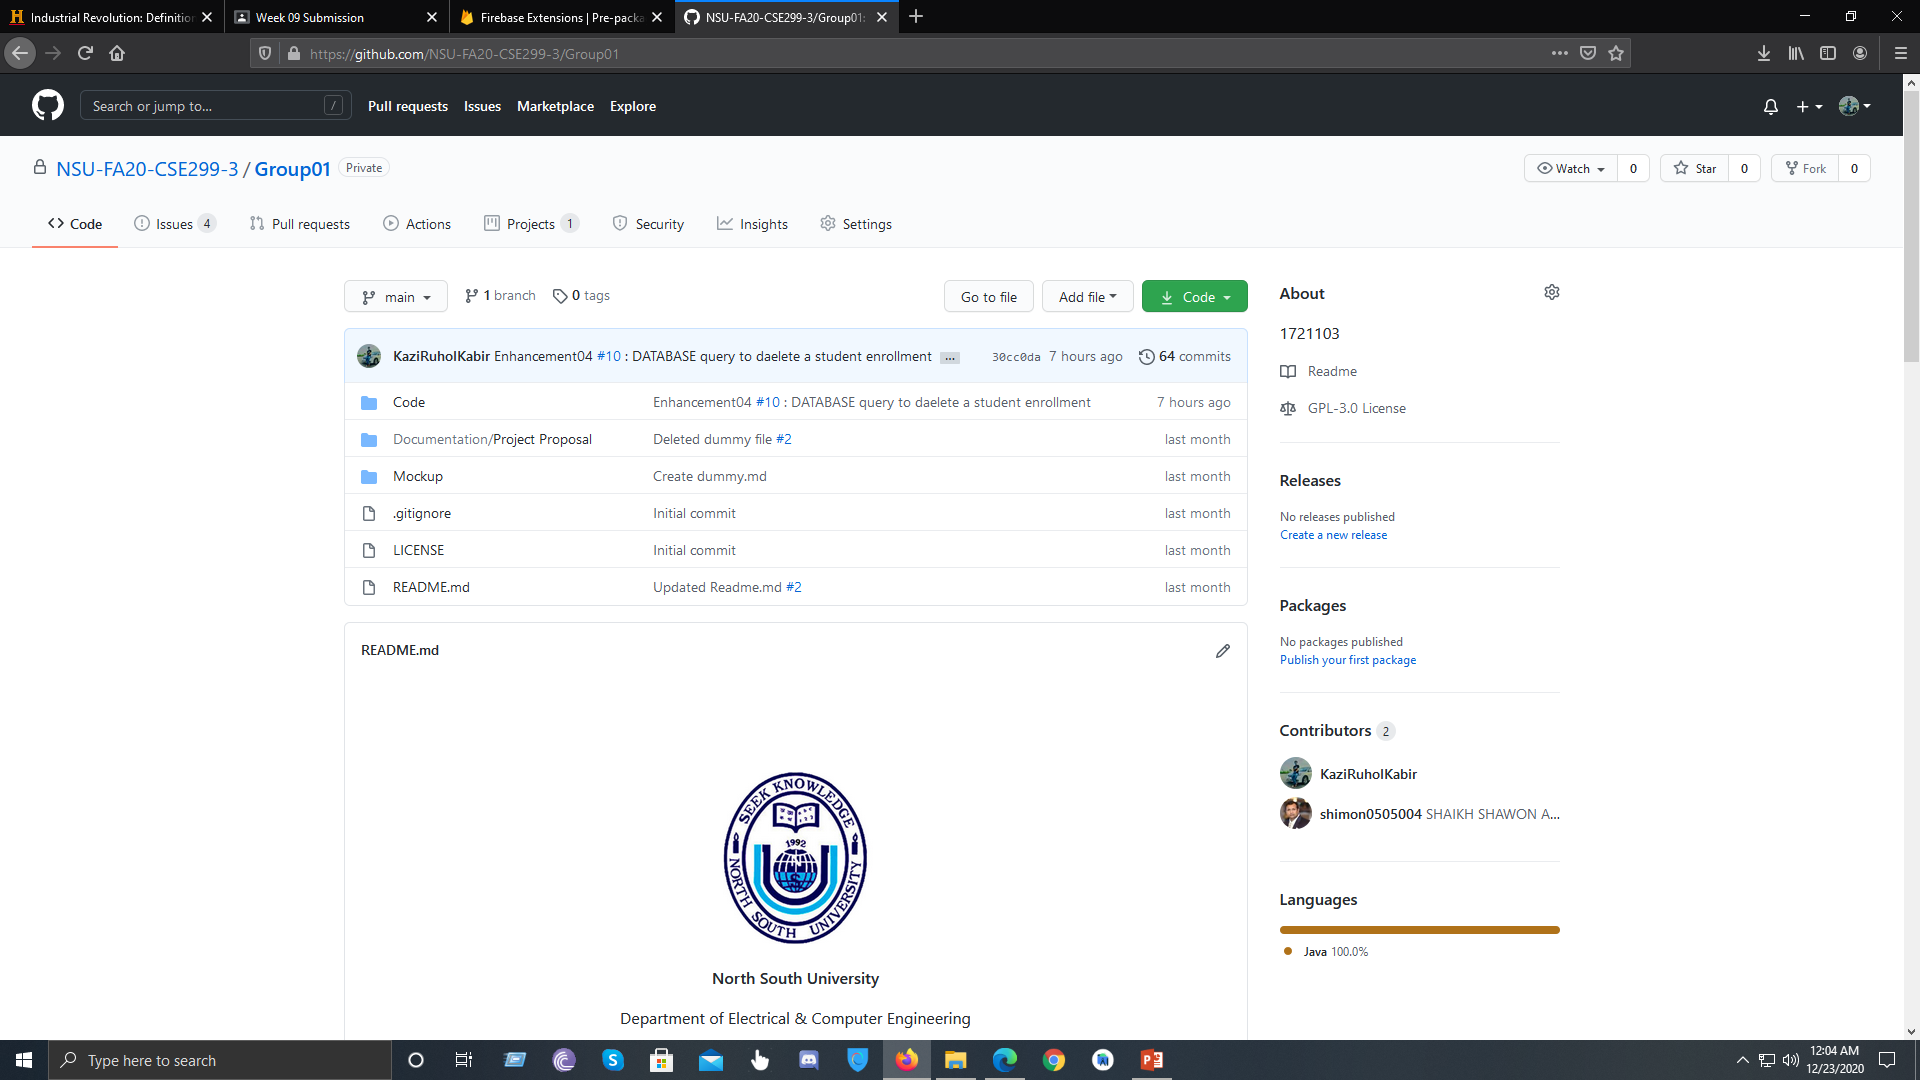 Industrial Revolution: Definition
Week 09 Submission
Firebase Extensions | Pre-packa
NSU-FA20-CSE299-3/Group01:
https://github.com/NSU-FA20-CSE299-3/Group01
Search or jump to...
/
Pull requests
Issues
Marketplace
Explore
NSU-FA20-CSE299-3 / Group01
Private
Watch 0
Star 0
Fork 0
Code
Issues 4
Pull requests
Actions
Projects 1
Security
Insights
Settings
main
1 branch
0 tags
Go to file
Add file
Code
KaziRuholKabir Enhancement04 #10 : DATABASE query to daelete a student enrollment ... 30cc0da 7 hours ago 64 commits
Code Enhancement04 #10 : DATABASE query to daelete a student enrollment 7 hours ago
Documentation/Project Proposal Deleted dummy file #2 last month
Mockup Create dummy.md last month
.gitignore Initial commit last month
LICENSE Initial commit last month
README.md Updated Readme.md #2 last month
README.md
SEEK KNOWLEDGE
1992
NORTH SOUTH UNIVERSITY
North South University
Department of Electrical & Computer Engineering
About
1721103
Readme
GPL-3.0 License
Releases
No releases published
Create a new release
Packages
No packages published
Publish your first package
Contributors 2
KaziRuholKabir
shimon0505004 SHAIKH SHAWON A...
Languages
Java 100.0%
Type here to search
12:04 AM
12/23/2020